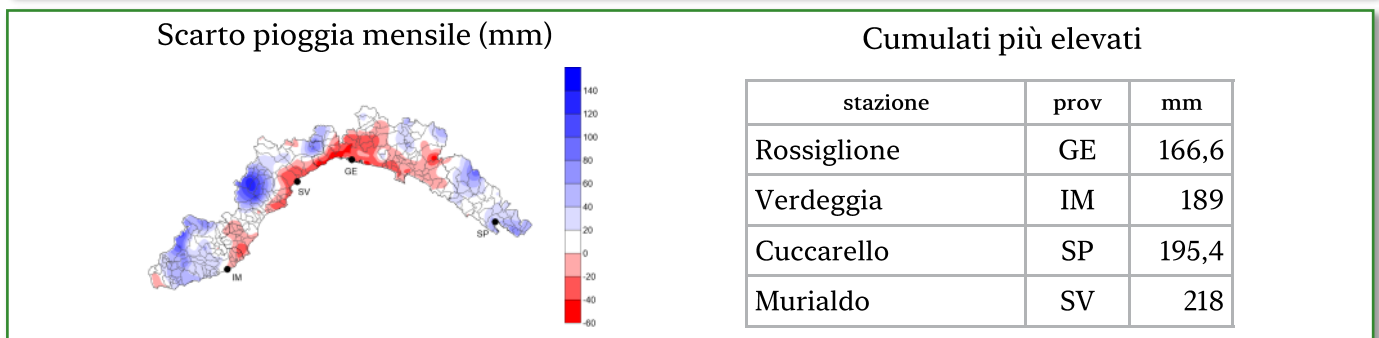 Scarto pioggia mensile (mm)
140
120
100
80
60
40
20
0
-20
-40
-60
GE
SV
SP
IM
Cumulati più elevati
stazione prov mm
Rossiglione GE 166,6
Verdeggia IM 189
Cuccarello SP 195,4
Murialdo SV 218